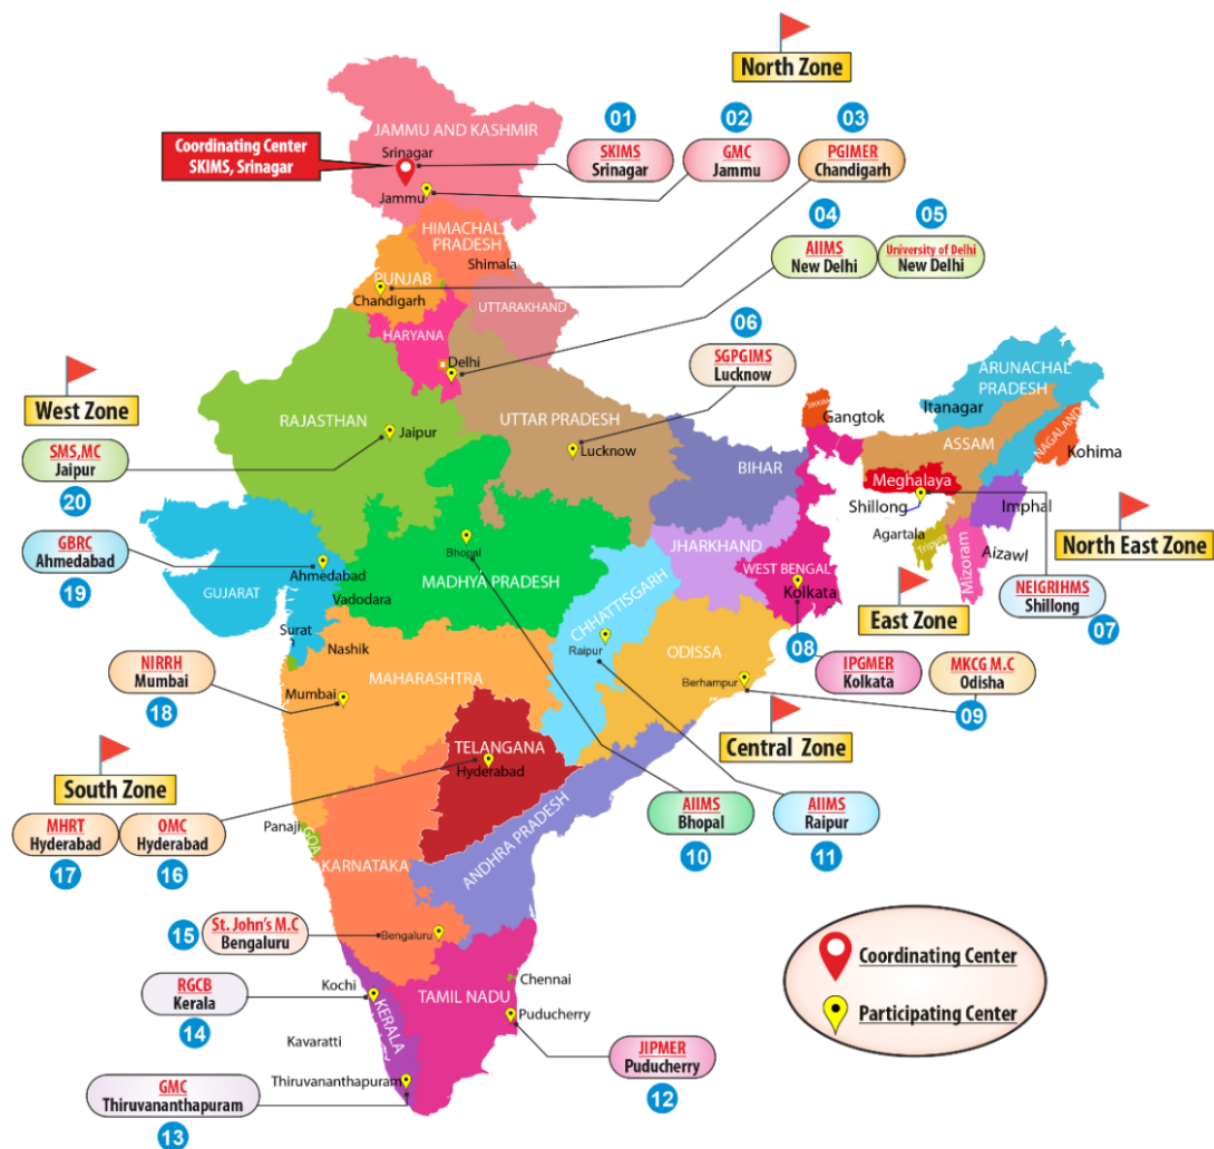 North Zone
01
02
03
JAMMU AND KASHMIR
Coordinating Center
SKIMS, Srinagar
Srinagar
SKIMS
Srinagar
GMC
Jammu
PGIMER
Chandigarh
Jammu
04
05
HIMACHAL
PRADESH
Shimala
AIIMS
New Delhi
University of Delhi
New Delhi
PUNJAB
Chandigarh
UTTARAKHAND
HARYANA
06
Delhi
SGPGIMS
Lucknow
West Zone
ARUNACHAL
PRADESH
Itanagar
SIKKIM
Gangtok
RAJASTHAN
Jaipur
UTTAR PRADESH
Lucknow
ASSAM
NAGALAND
Kohima
SMS,MC
Jaipur
20
BIHAR
Meghalaya
Shillong
Imphal
GBRC
Ahmedabad
19
Bhopal
JHARKHAND
Agartala
Tripura
Mizoram
Aizawl
North East Zone
Ahmedabad
GUJARAT
Vadodara
MADHYA PRADESH
CHHATTISGARH
WEST BENGAL
Kolkata
NEIGRIHMS
Shillong
07
East Zone
Surat
Nashik
Raipur
ODISSA
08
NIRRH
Mumbai
18
MAHARASHTRA
Mumbai
Berhampur
IPGMER
Kolkata
MKCG M.C
Odisha
09
Central Zone
TELANGANA
Hyderabad
South Zone
MHRT
Hyderabad
17
OMC
Hyderabad
16
Panaji
GOA
KARNATAKA
ANDHRA PRADESH
AIIMS
Bhopal
10
AIIMS
Raipur
11
15
St. John's M.C
Bengaluru
Bengaluru
Coordinating Center
Participating Center
RGCB
Kerala
14
Kochi
KERALA
TAMIL NADU
Chennai
Puducherry
Kavaratti
JIPMER
Puducherry
12
GMC
Thiruvananthapuram
13
Thiruvananthapuram